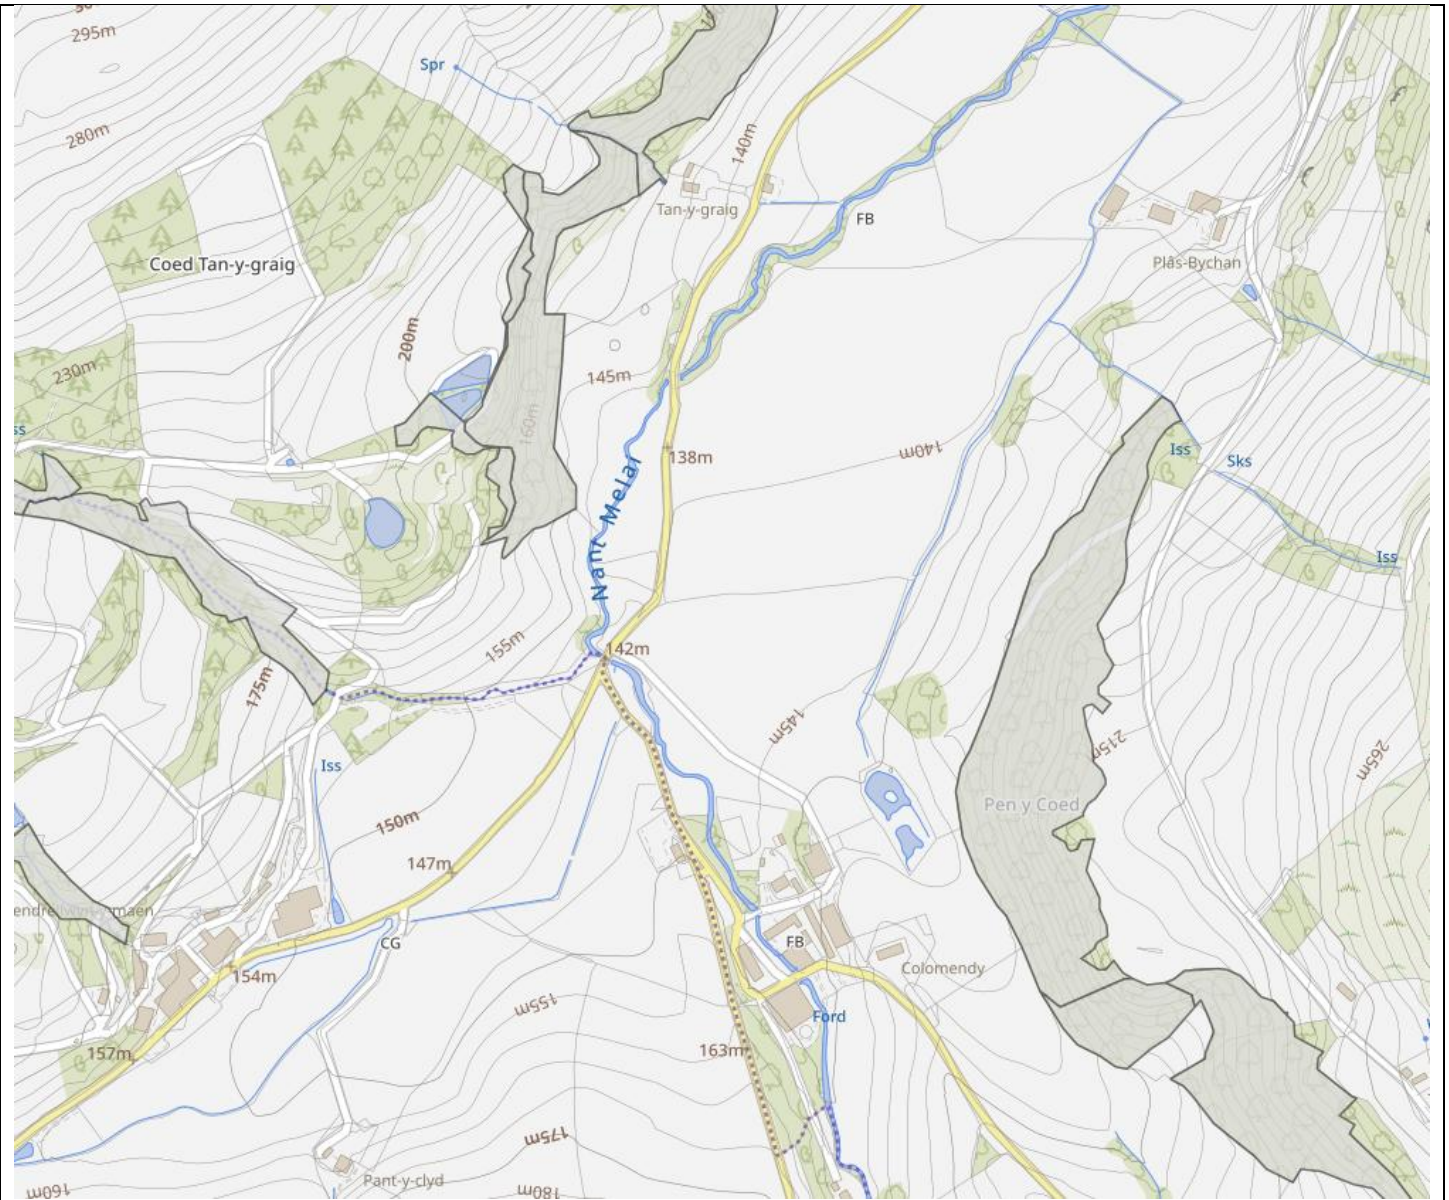 295m
Spr
280m
140m
Tan-y-graig
FB
Coed Tan-y-graig
Plâs-Bychan
200m
230m
145m
160m
ss
138m
140m
Iss
Sks
Nant Melai
Iss
142m
155m
175m
145m
215m
265m
Iss
Pen y Coed
150m
147m
CG
FB
Colomendy
154m
155m
Ford
157m
163m
175m
Pant-y-clyd
160m
180m